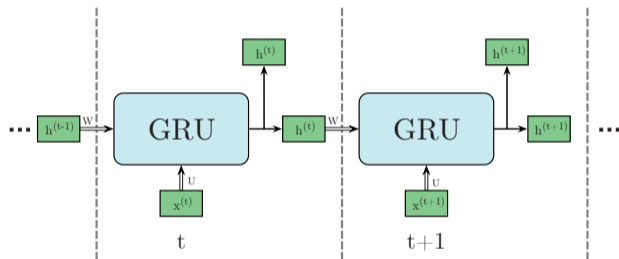 h(t) h(t+1)
... h(t-1) W GRU h(t) W GRU h(t+1) ...
U U
x(t) x(t+1)
t t+1